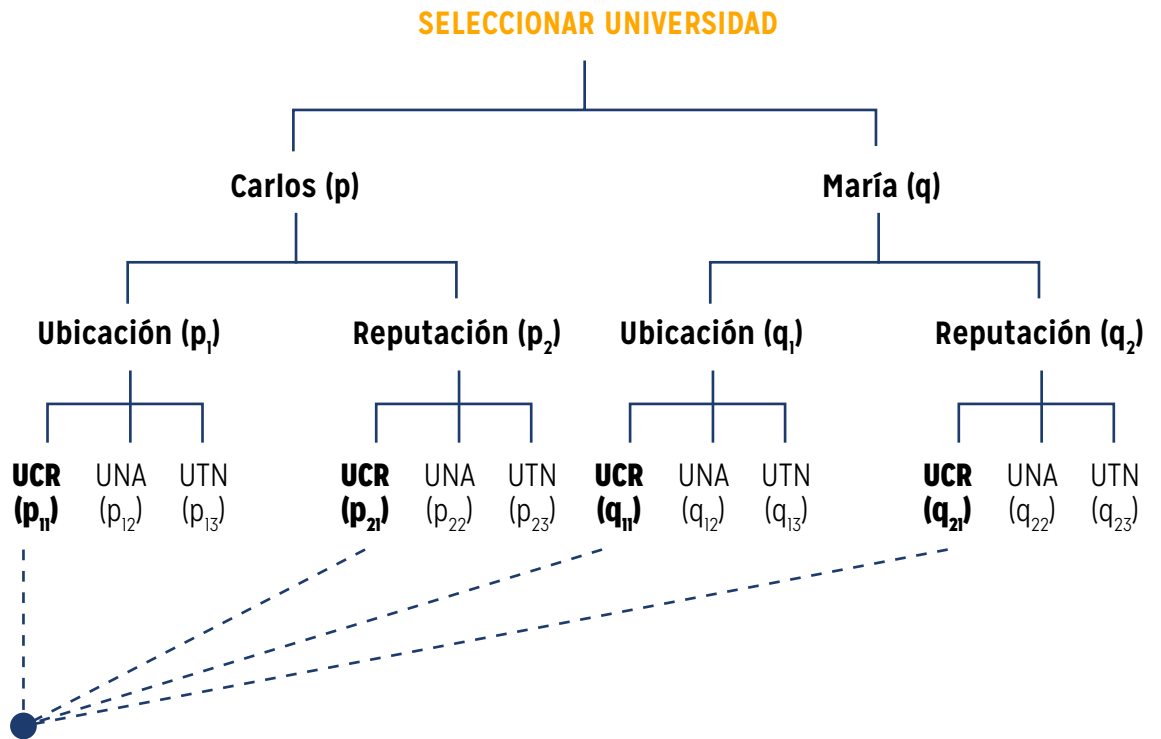 SELECCIONAR UNIVERSIDAD
Carlos (p)
María (q)
Ubicación (p₁)
Reputación (p₂)
Ubicación (q₁)
Reputación (q₂)
UCR
(p₁₁)
UNA
(p₁₂)
UTN
(p₁₃)
UCR
(p₂₁)
UNA
(p₂₂)
UTN
(p₂₃)
UCR
(q₁₁)
UNA
(q₁₂)
UTN
(q₁₃)
UCR
(q₂₁)
UNA
(q₂₂)
UTN
(q₂₃)